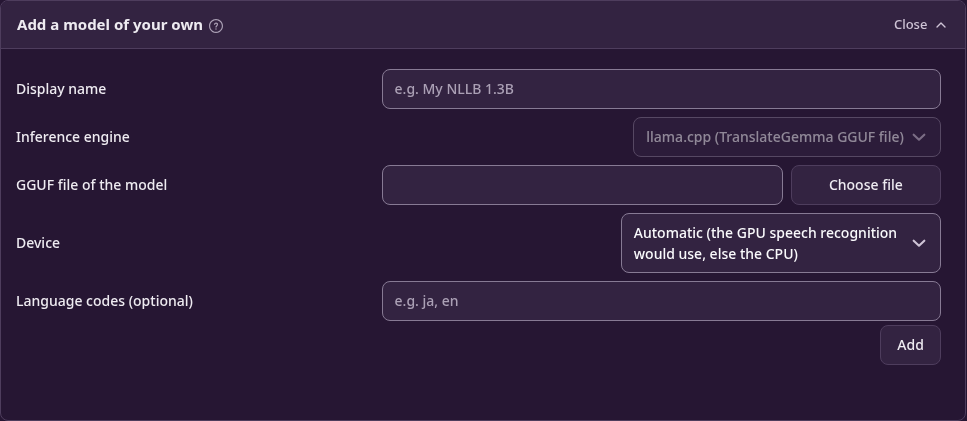 Add a model of your own ?
Close
Display name
e.g. My NLLB 1.3B
Inference engine
llama.cpp (TranslateGemma GGUF file)
GGUF file of the model
Choose file
Device
Automatic (the GPU speech recognition
would use, else the CPU)
Language codes (optional)
e.g. ja, en
Add